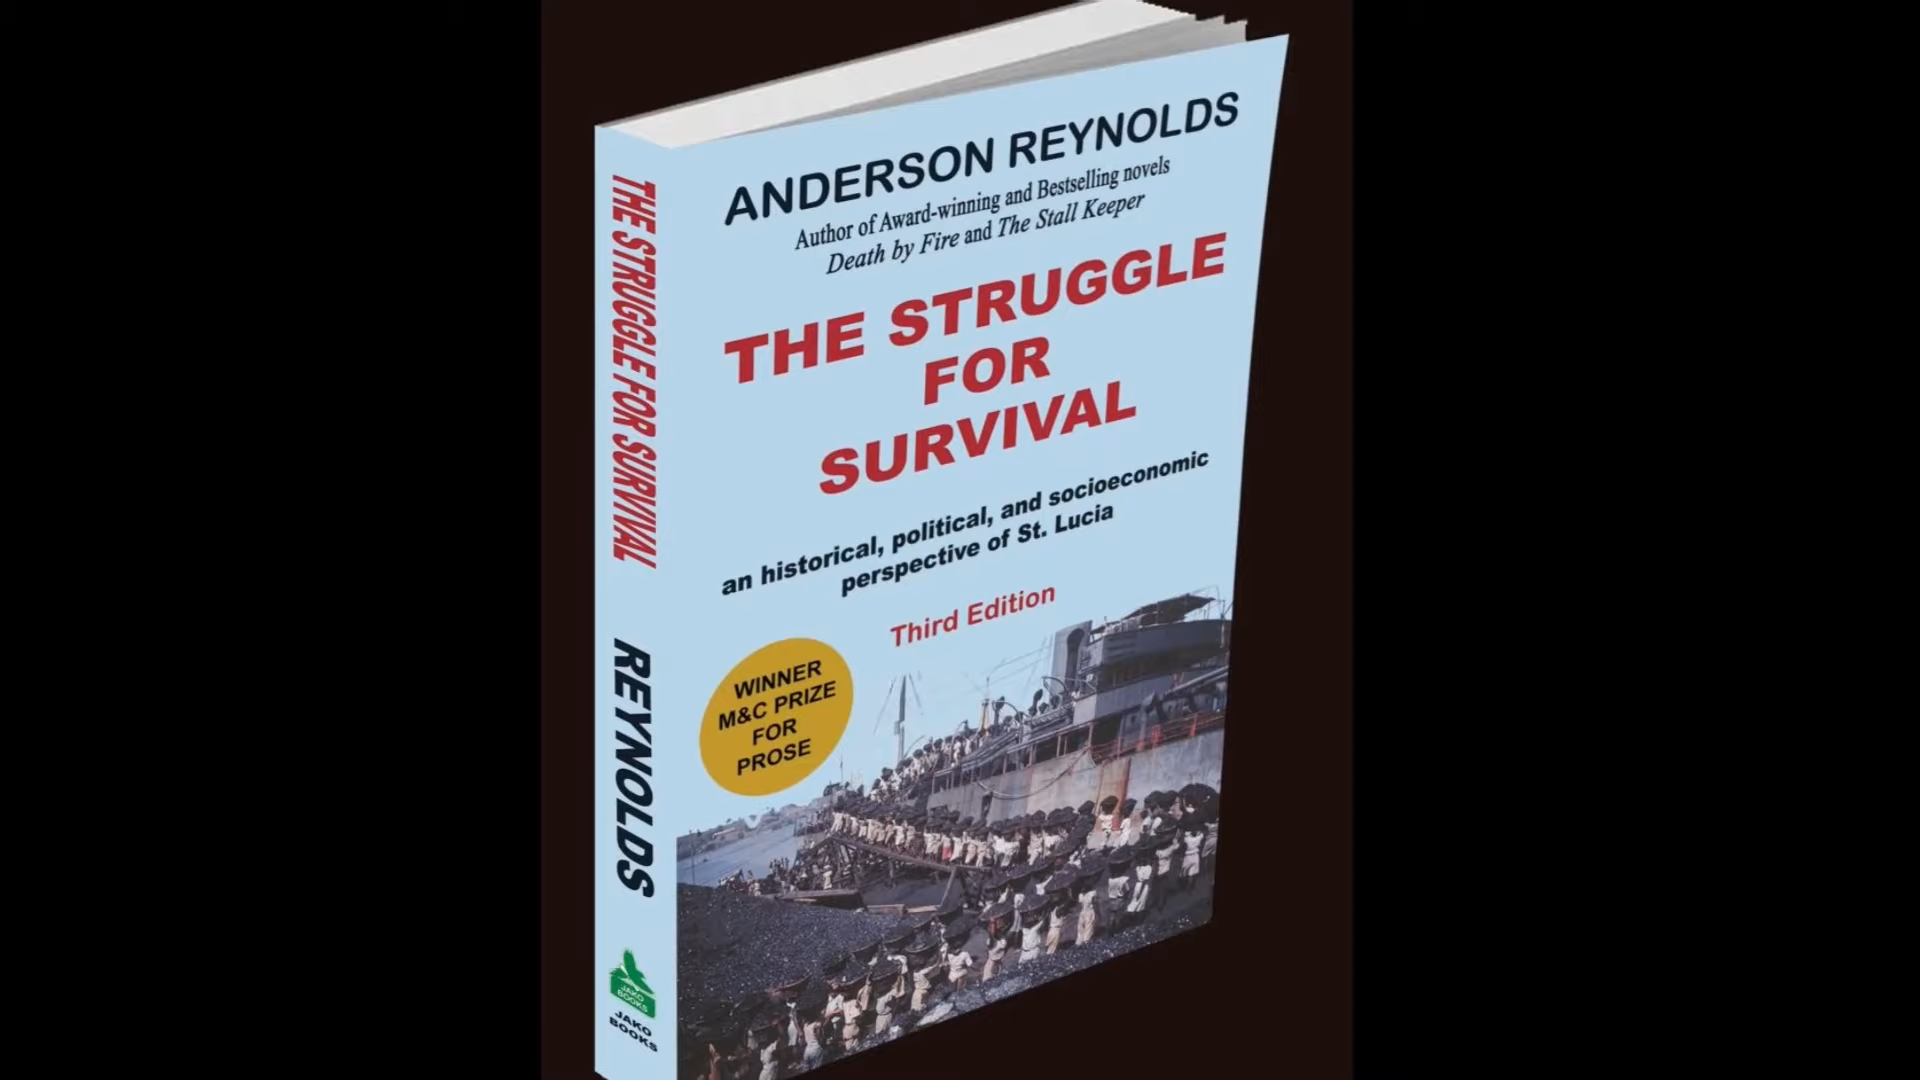 THE STRUGGLE FOR SURVIVAL
REYNOLDS
JAKO
BOOKS
JAKO
BOOKS
ANDERSON REYNOLDS
Author of Award-winning and Bestselling novels
Death by Fire and The Stall Keeper
THE STRUGGLE
FOR
SURVIVAL
an historical, political, and socioeconomic
perspective of St. Lucia
Third Edition
WINNER
M&C PRIZE
FOR
PROSE